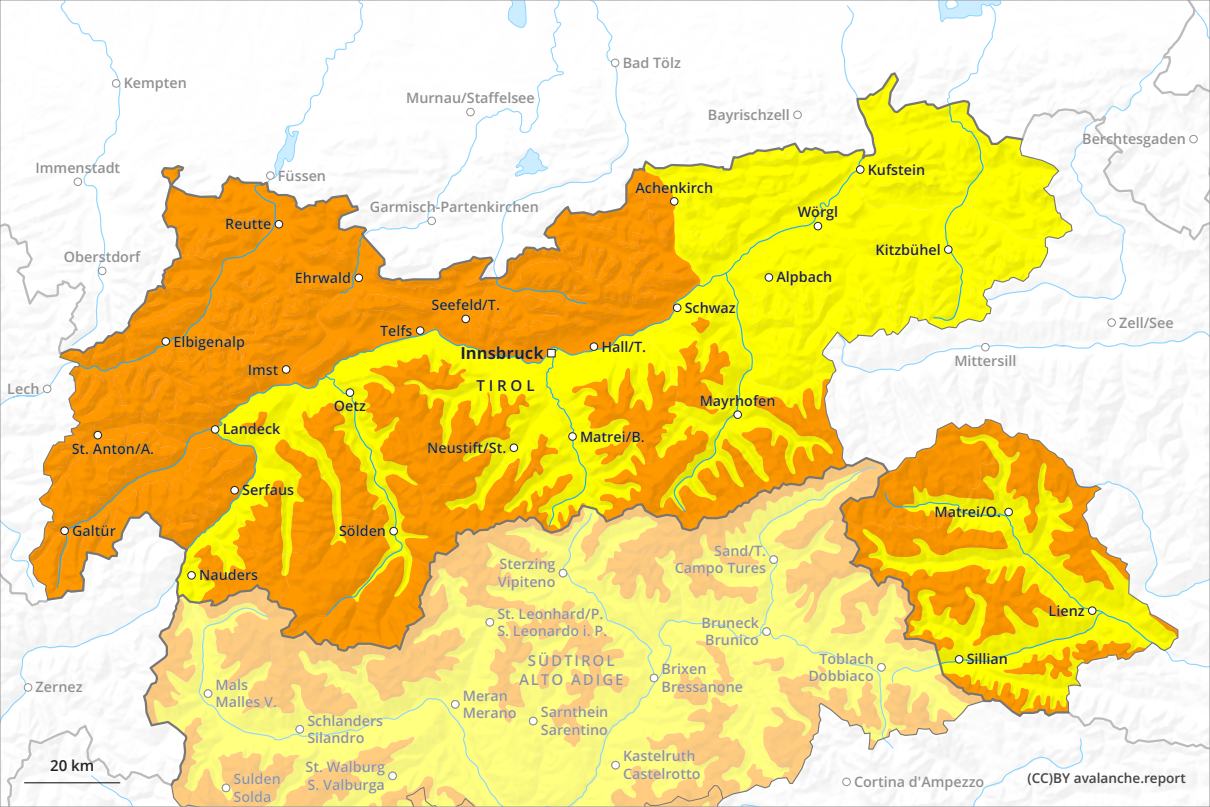 Kempten
Bad Tölz
Murnau/Staffelsee
Bayrischzell
Berchtesgaden
Immenstadt
Füssen
Kufstein
Achenkirch
Garmisch-Partenkirchen
Reutte
Wörgl
Oberstdorf
Kitzbühel
Ehrwald
Alpbach
Seefeld/T.
Schwaz
Telfs
Zell/See
Elbigenalp
Innsbruck
Hall/T.
Mittersill
Imst
TIROL
Lech
Oetz
Mayrhofen
Landeck
Matrei/B.
St. Anton/A.
Neustift/St.
Serfaus
Matrei/O.
Galtür
Sölden
Sand/T.
Campo Tures
Sterzing
Vipiteno
Nauders
Lienz
St. Leonhard/P.
S. Leonardo i. P.
Bruneck
Brunico
SÜDTIROL
ALTO ADIGE
Sillian
Toblach
Dobbiaco
Brixen
Bressanone
Zernez
Mals
Malles V.
Meran
Merano
Sarnthein
Sarentino
Schlanders
Silandro
Kastelruth
Castelrotto
St. Walburg
S. Valburga
20 km
Sulden
Solda
Cortina d'Ampezzo
(CC)BY avalanche.report